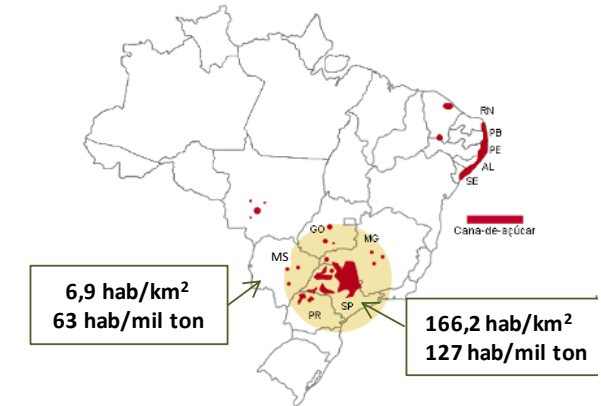 RN
PB
PE
AL
SE
Cana-de-açúcar
GO
MG
MS
SP
PR
6,9 hab/km²
63 hab/mil ton
166,2 hab/km²
127 hab/mil ton